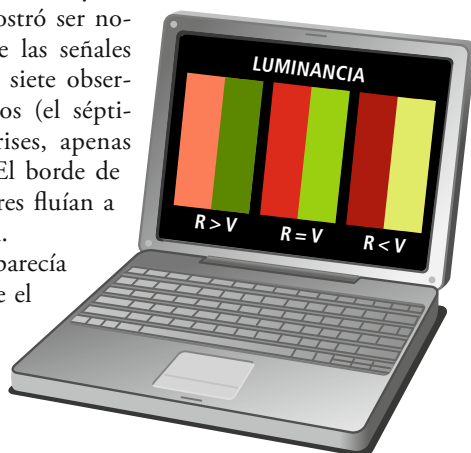 ostró ser no-
e las señales
siete obser-
os (el sépti-
rises, apenas
El borde de
res fluían a
parecía
e el
LUMINANCIA
R > V
R = V
R < V